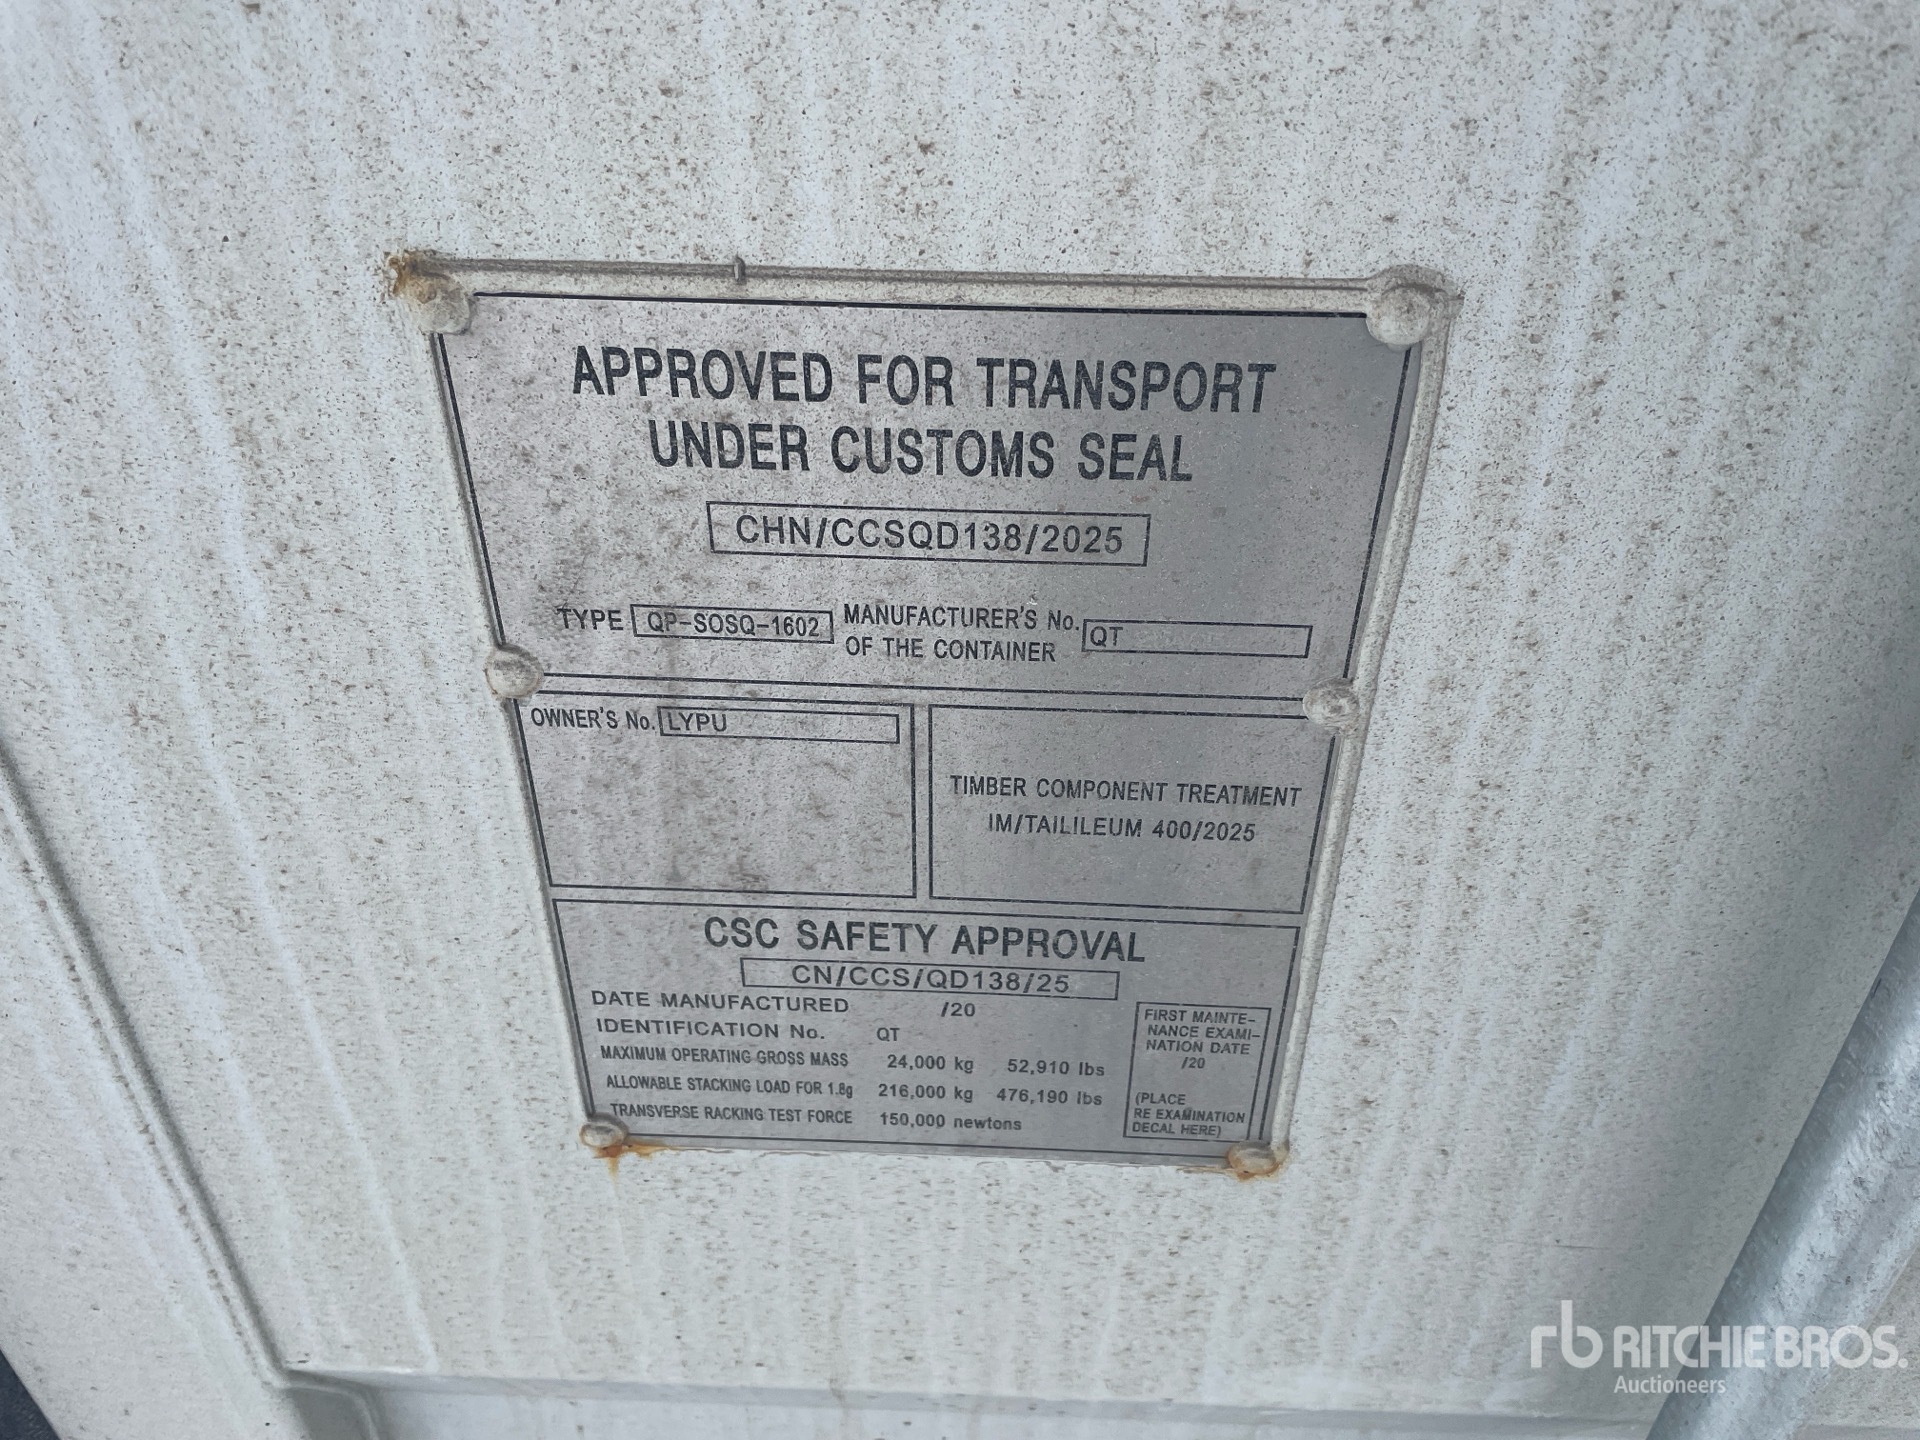 APPROVED FOR TRANSPORT
UNDER CUSTOMS SEAL
CHN/CCSQD138/2025
TYPE QP-SOSQ-1602 MANUFACTURER'S No. OF THE CONTAINER QT
OWNER'S No. LYPU
TIMBER COMPONENT TREATMENT
IM/TAILILEUM 400/2025
CSC SAFETY APPROVAL
CN/CCS/QD138/25
DATE MANUFACTURED /20
IDENTIFICATION No. QT
MAXIMUM OPERATING GROSS MASS 24,000 kg 52,910 lbs
ALLOWABLE STACKING LOAD FOR 1.8g 216,000 kg 476,190 lbs
TRANSVERSE RACKING TEST FORCE 150,000 newtons
FIRST MAINTE-
NANCE EXAMI-
NATION DATE
/20
(PLACE
RE EXAMINATION
DECAL HERE)
rb RITCHIE BROS.
Auctioneers